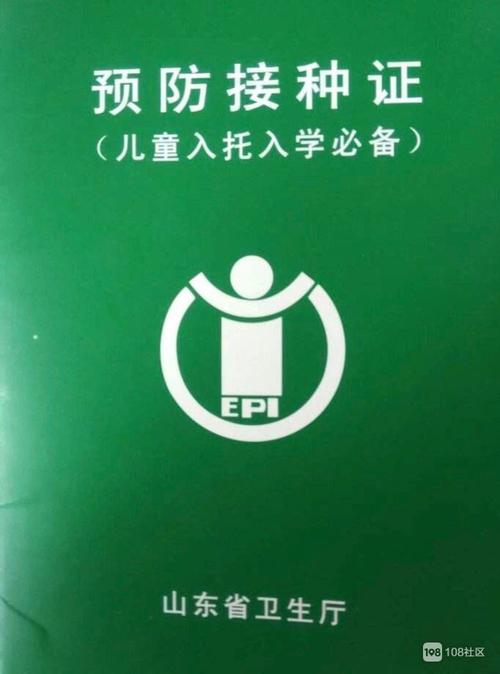 预防接种证
（儿童入托入学必备）
EPI
山东省卫生厅
108 108社区